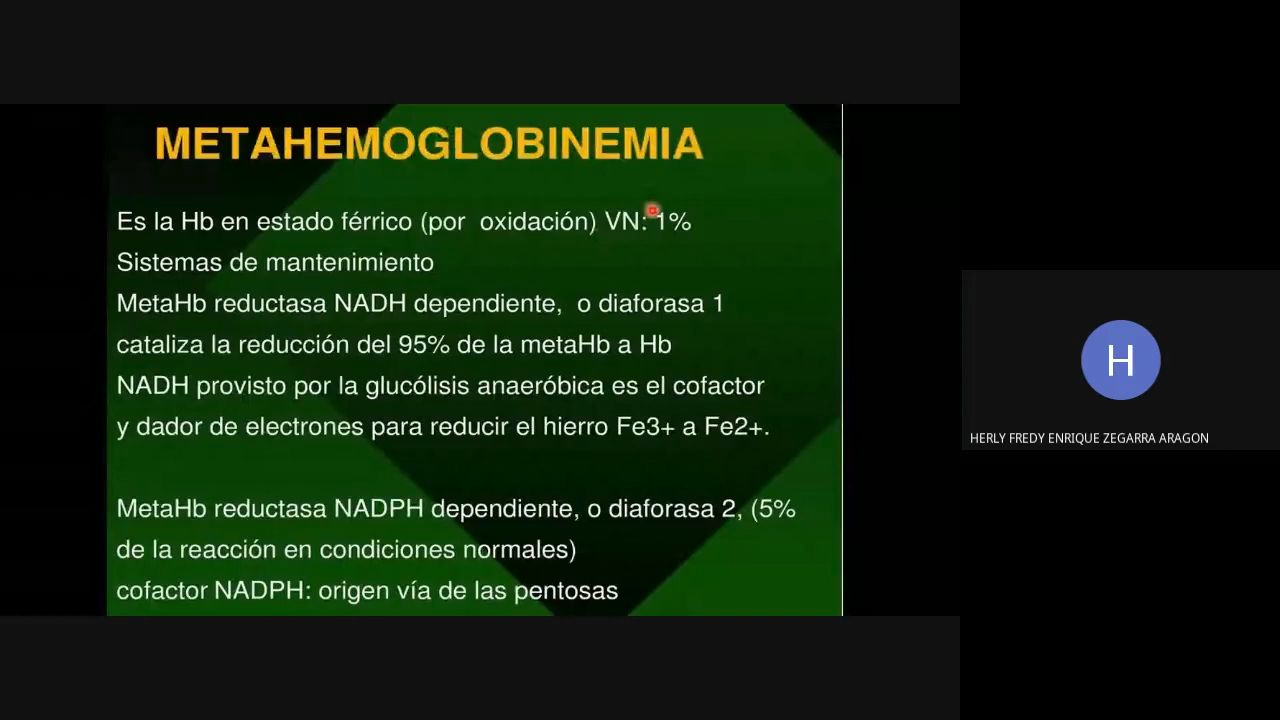 METAHEMOGLOBINEMIA
Es la Hb en estado férrico (por oxidación) VN: 1%
Sistemas de mantenimiento
MetaHb reductasa NADH dependiente, o diaforasa 1
cataliza la reducción del 95% de la metaHb a Hb
NADH provisto por la glucólisis anaeróbica es el cofactor
y dador de electrones para reducir el hierro Fe3+ a Fe2+.
MetaHb reductasa NADPH dependiente, o diaforasa 2, (5%
de la reacción en condiciones normales)
cofactor NADPH: origen vía de las pentosas
H
HERLY FREDY ENRIQUE ZEGARRA ARAGON